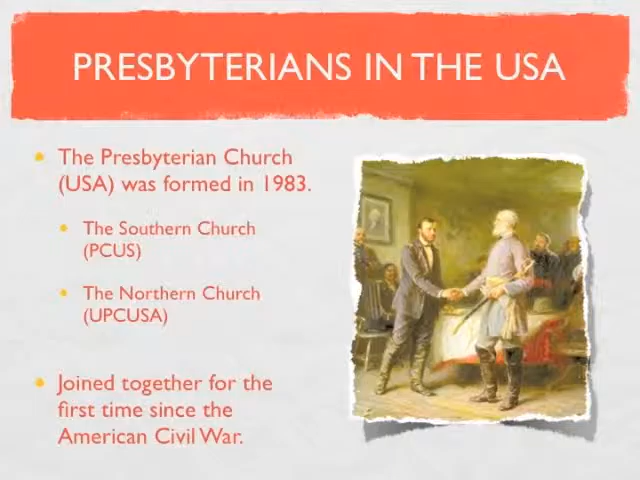 PRESBYTERIANS IN THE USA
The Presbyterian Church
(USA) was formed in 1983.
The Southern Church
(PCUS)
The Northern Church
(UPCUSA)
Joined together for the
first time since the
American Civil War.